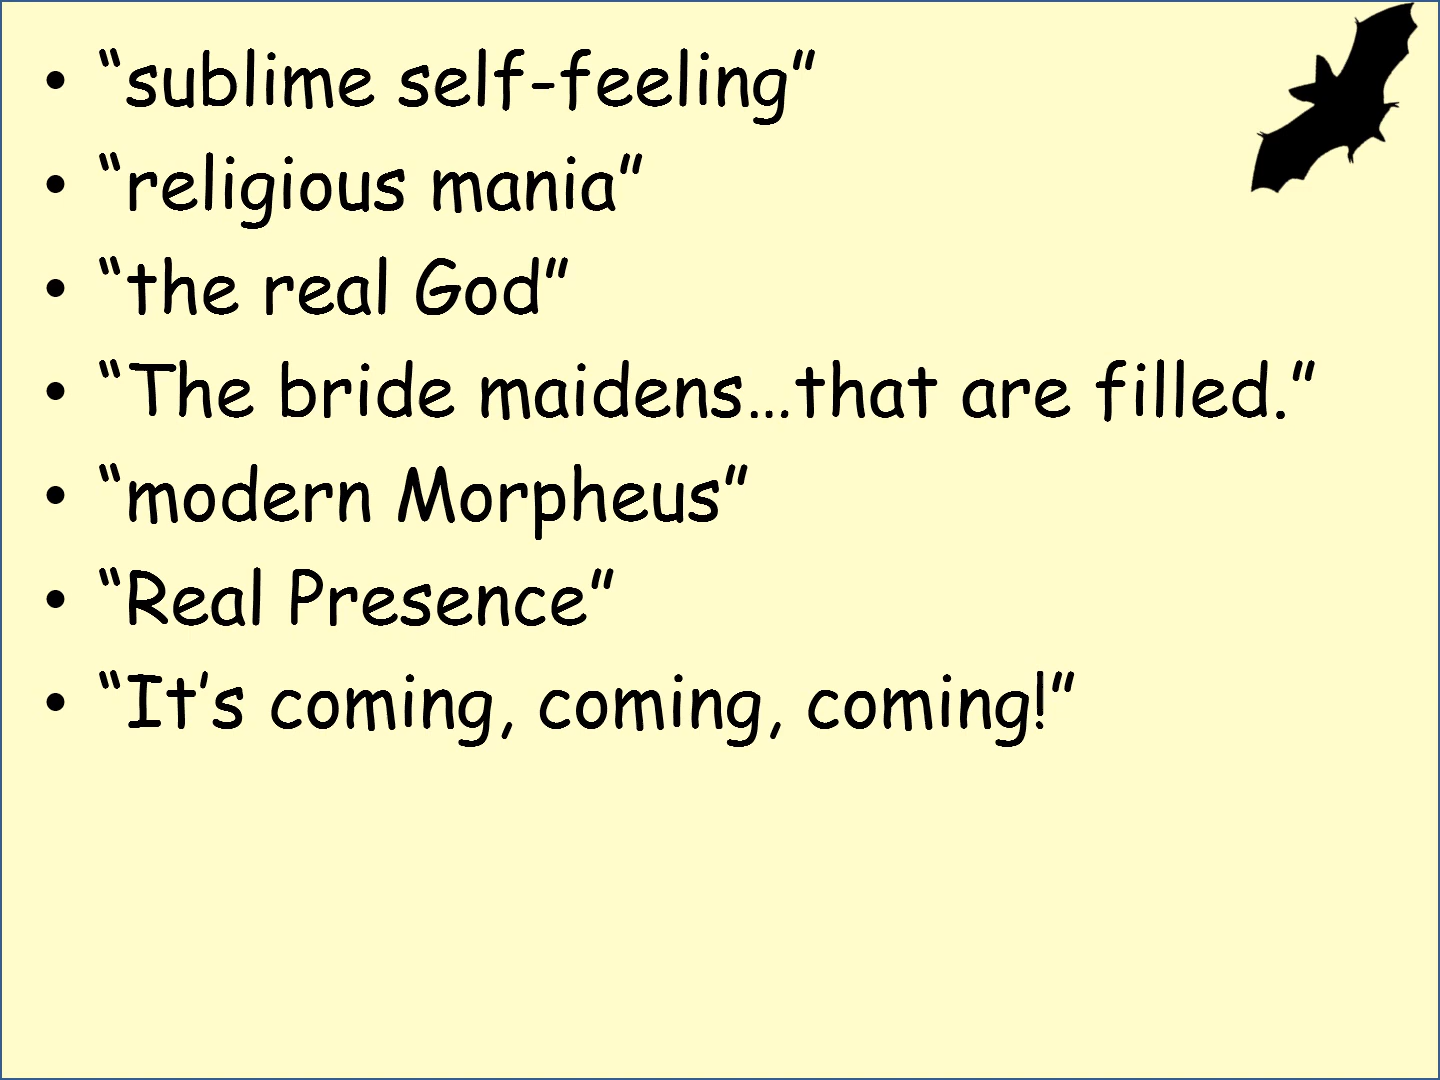 • “sublime self-feeling”
• “religious mania”
• “the real God”
• “The bride maidens…that are filled.”
• “modern Morpheus”
• “Real Presence”
• “It’s coming, coming, coming!”